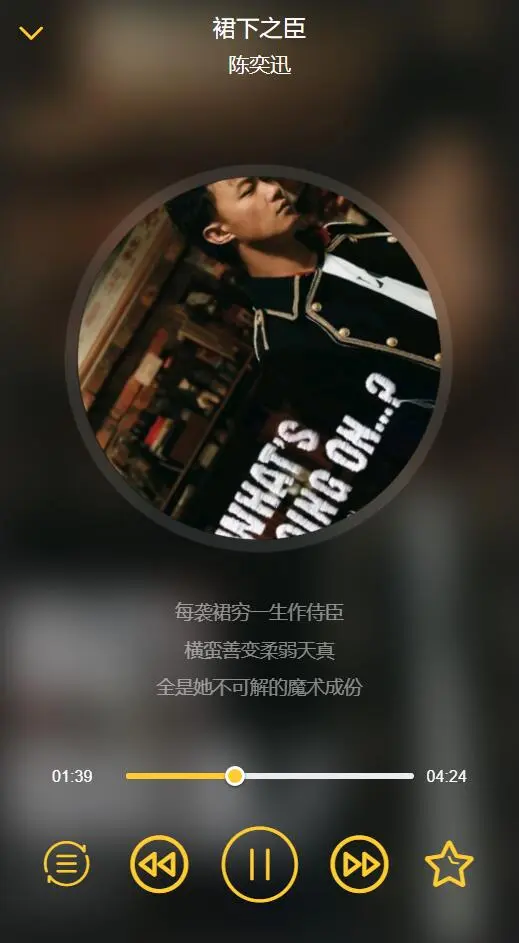 裙下之臣
陈奕迅
WHAT'S
OING ON...?
每袭裙穷一生作侍臣
横蛮善变柔弱天真
全是她不可解的魔术成份
01:39
04:24